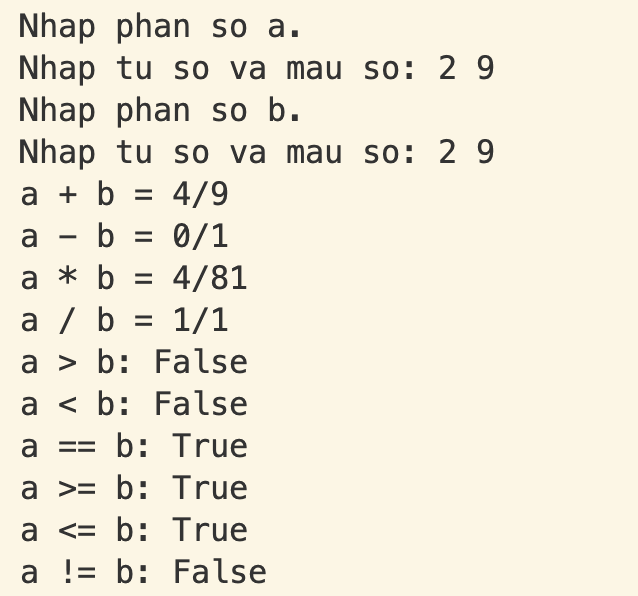 Nhap phan so a.
Nhap tu so va mau so: 2 9
Nhap phan so b.
Nhap tu so va mau so: 2 9
a + b = 4/9
a - b = 0/1
a * b = 4/81
a / b = 1/1
a > b: False
a < b: False
a == b: True
a >= b: True
a <= b: True
a != b: False